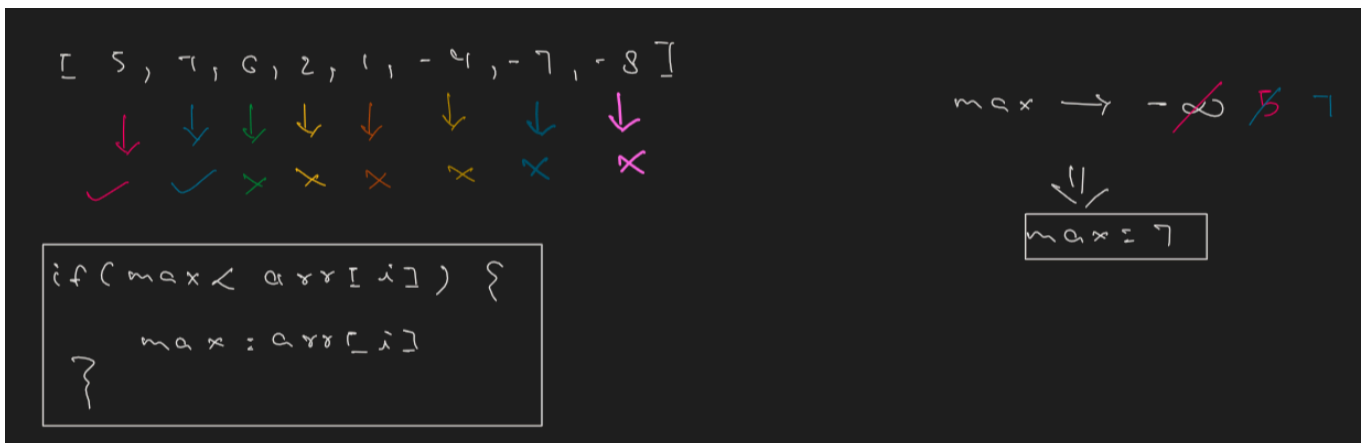 [ 5, 7, 6, 2, 1, -4, -7, -8 ]
max → -∞ 5 7
max = 7
if (max < arr[i]) {
max = arr[i]
}